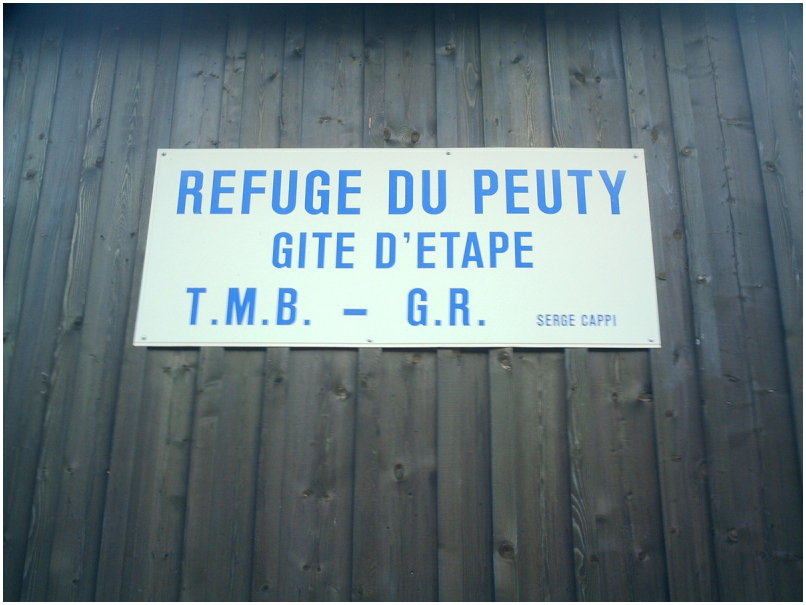 REFUGE DU PEUTY
GITE D'ETAPE
T.M.B. - G.R. SERGE CAPPI